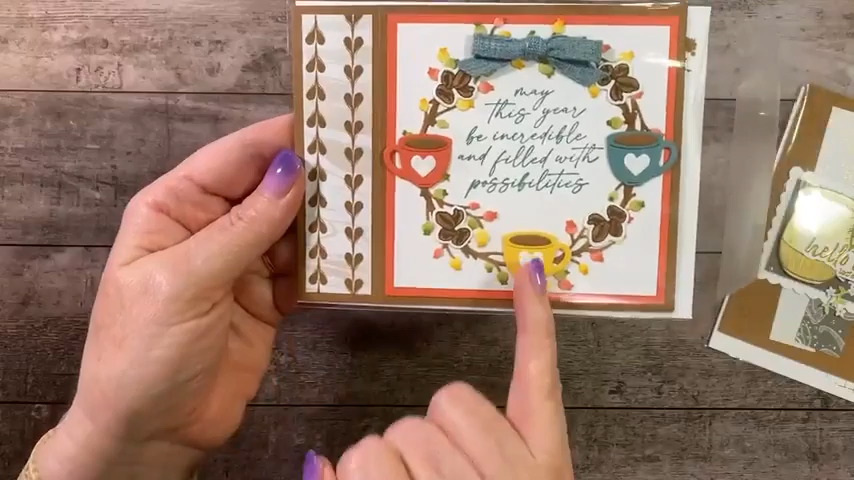 may
this year
be incredible
and filled with
possibilities
hello